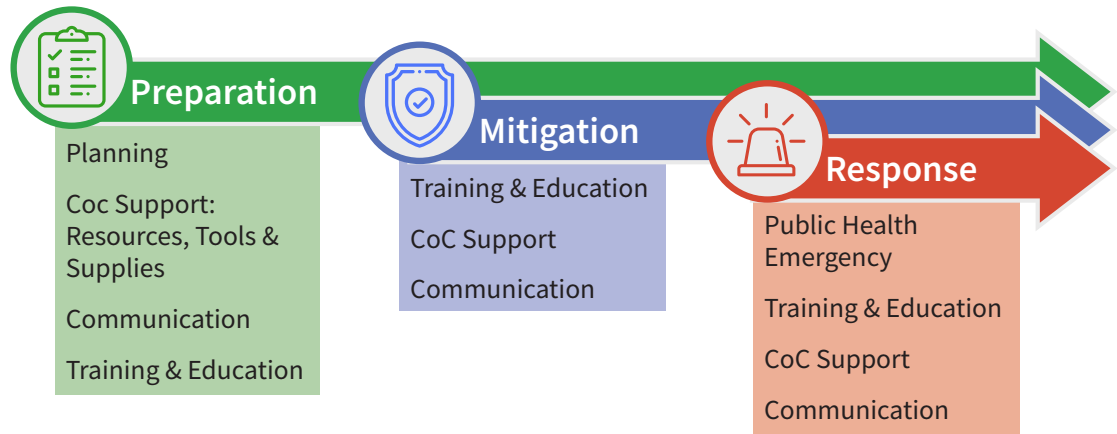 Preparation
Planning
Coc Support:
Resources, Tools &
Supplies
Communication
Training & Education
Mitigation
Training & Education
CoC Support
Communication
Response
Public Health
Emergency
Training & Education
CoC Support
Communication